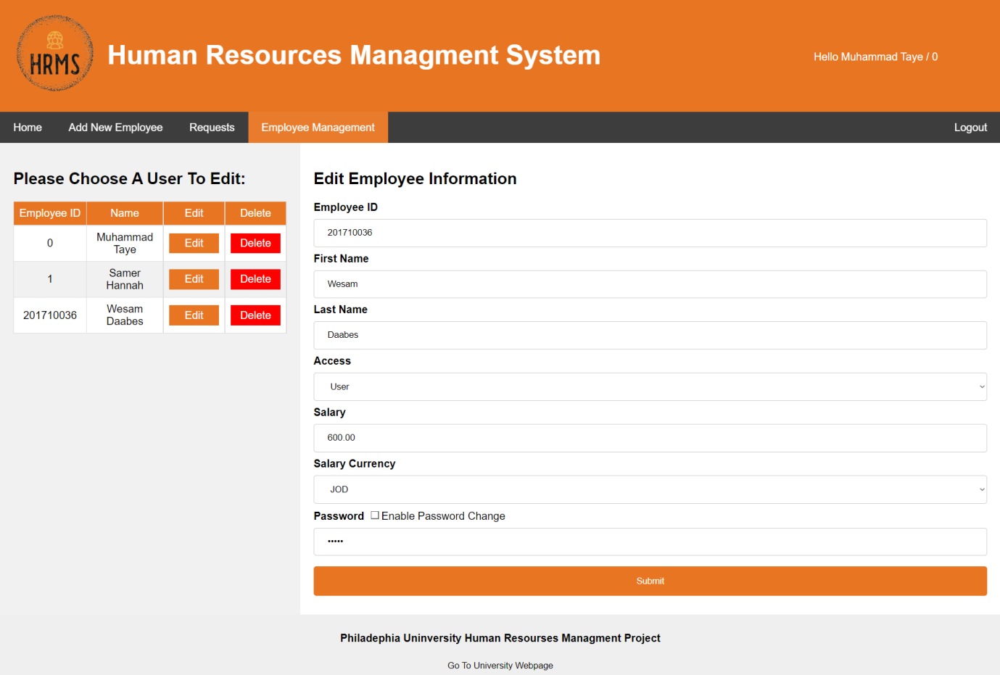 HRMS
Human Resources Managment System
Hello Muhammad Taye / 0
Home Add New Employee Requests Employee Management Logout
Please Choose A User To Edit:
Employee ID Name Edit Delete
0 Muhammad Taye Edit Delete
1 Samer Hannah Edit Delete
201710036 Wesam Daabes Edit Delete
Edit Employee Information
Employee ID
201710036
First Name
Wesam
Last Name
Daabes
Access
User
Salary
600.00
Salary Currency
JOD
Password Enable Password Change
•••••
Submit
Philadephia Uninversity Human Resourses Managment Project
Go To University Webpage